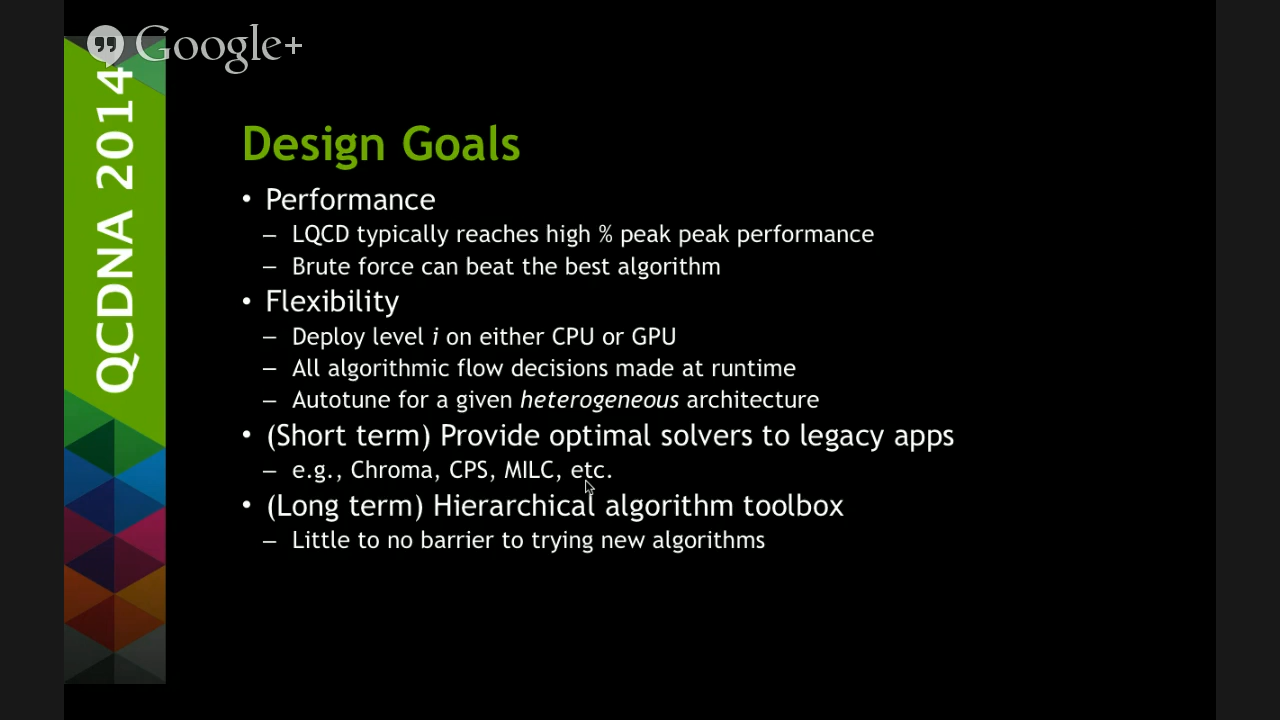 Google+
QCDNA 2014
Design Goals
• Performance
– LQCD typically reaches high % peak peak performance
– Brute force can beat the best algorithm
• Flexibility
– Deploy level i on either CPU or GPU
– All algorithmic flow decisions made at runtime
– Autotune for a given heterogeneous architecture
• (Short term) Provide optimal solvers to legacy apps
– e.g., Chroma, CPS, MILC, etc.
• (Long term) Hierarchical algorithm toolbox
– Little to no barrier to trying new algorithms